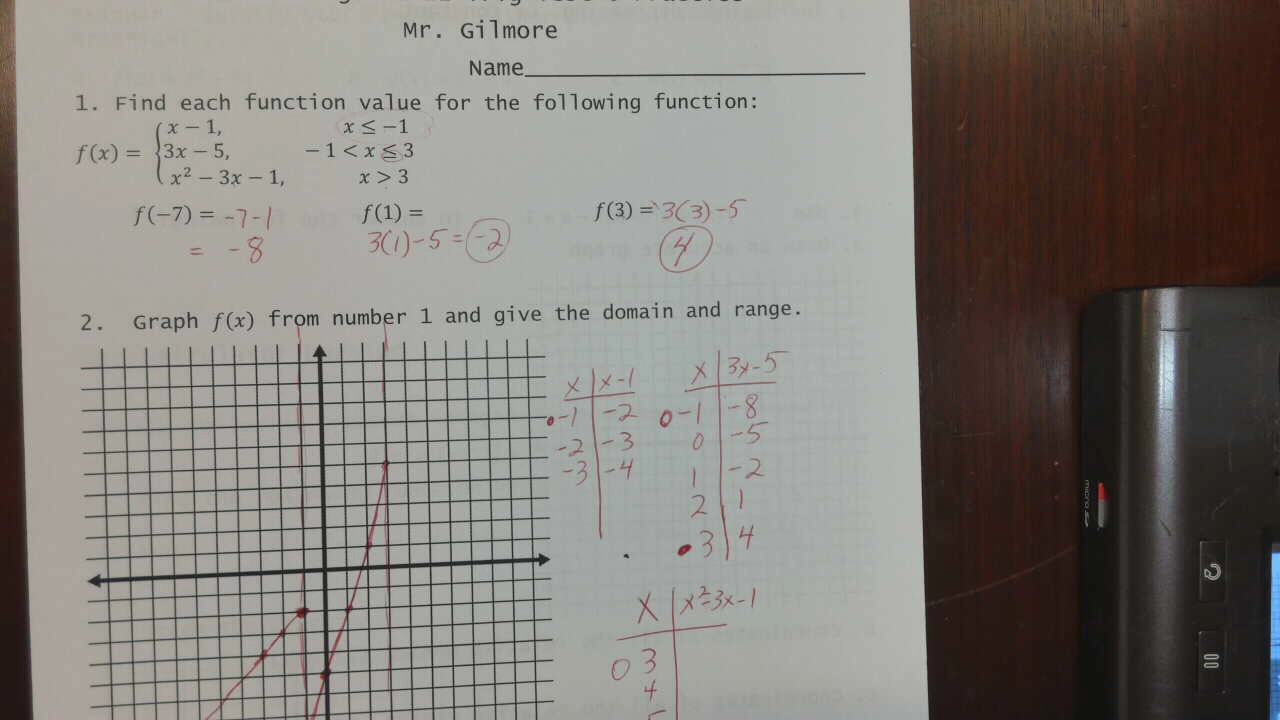 Mr. Gilmore
Name
1. Find each function value for the following function:
f(x) = { x − 1, x ≤ −1
3x − 5, − 1 < x ≤ 3
x² − 3x − 1, x > 3
f(−7) = -7-1 f(1) = f(3) = 3(3)-5
= -8 3(1)-5 = -2 4
2. Graph f(x) from number 1 and give the domain and range.
x | x-1
-1 | -2
-2 | -3
-3 | -4
x | 3x-5
-1 | -8
0 | -5
1 | -2
2 | 1
3 | 4
x | x²-3x-1
3
4
micro